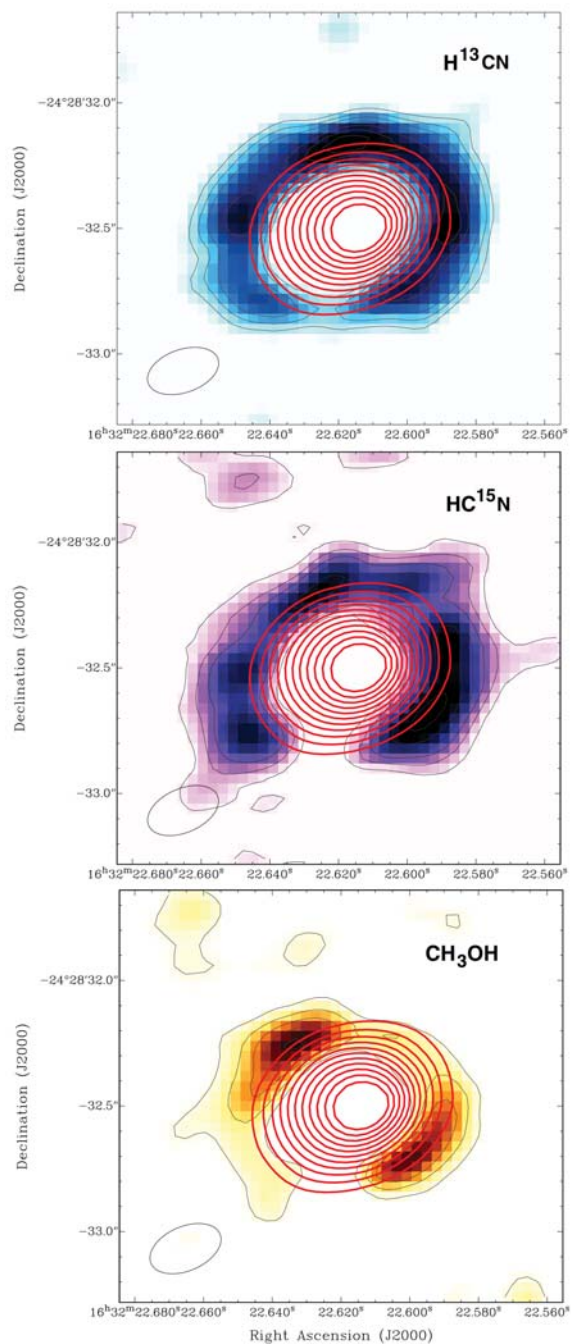 H¹³CN
Declination (J2000)
−24°28′32.0″
−32.5″
−33.0″
16ʰ32ᵐ22.680ˢ 22.660ˢ 22.640ˢ 22.620ˢ 22.600ˢ 22.580ˢ 22.560ˢ
HC¹⁵N
Declination (J2000)
−24°28′32.0″
−32.5″
−33.0″
16ʰ32ᵐ22.680ˢ 22.660ˢ 22.640ˢ 22.620ˢ 22.600ˢ 22.580ˢ 22.560ˢ
CH₃OH
Declination (J2000)
−24°28′32.0″
−32.5″
−33.0″
16ʰ32ᵐ22.680ˢ 22.660ˢ 22.640ˢ 22.620ˢ 22.600ˢ 22.580ˢ 22.560ˢ
Right Ascension (J2000)